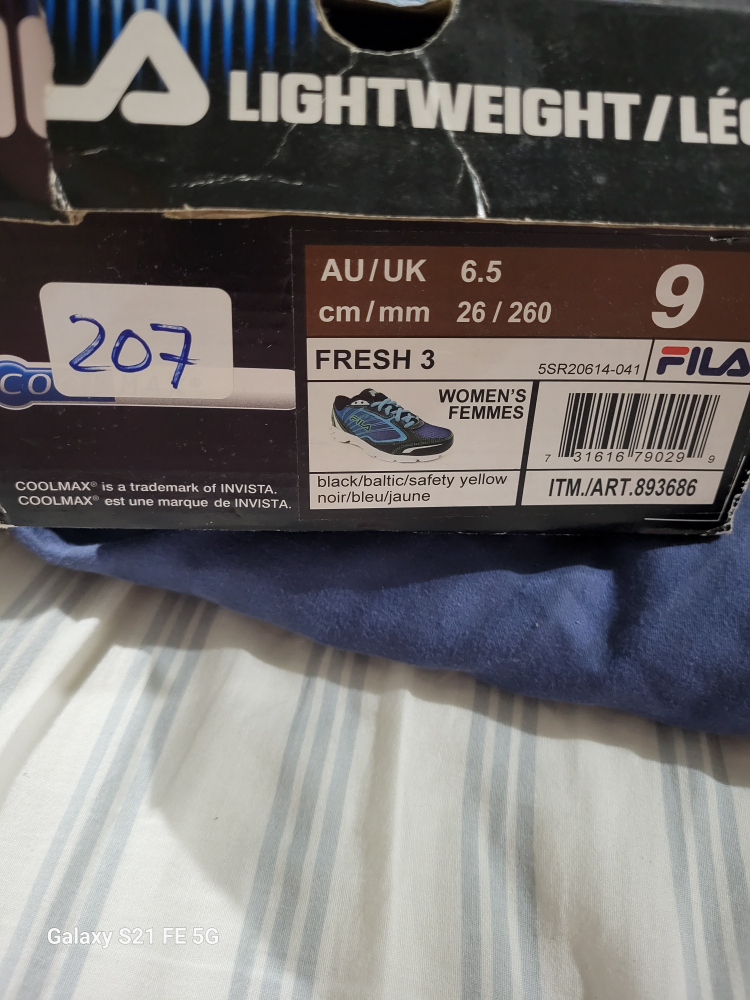 LIGHTWEIGHT /
AU/UK 6.5
cm/mm 26 / 260
9
207
FRESH 3
5SR20614-041
FILA
WOMEN'S
FEMMES
FILA
7 31616 79029 9
black/baltic/safety yellow
noir/bleu/jaune
ITM./ART.893686
COOLMAX® is a trademark of INVISTA.
COOLMAX® est une marque de INVISTA.
Galaxy S21 FE 5G